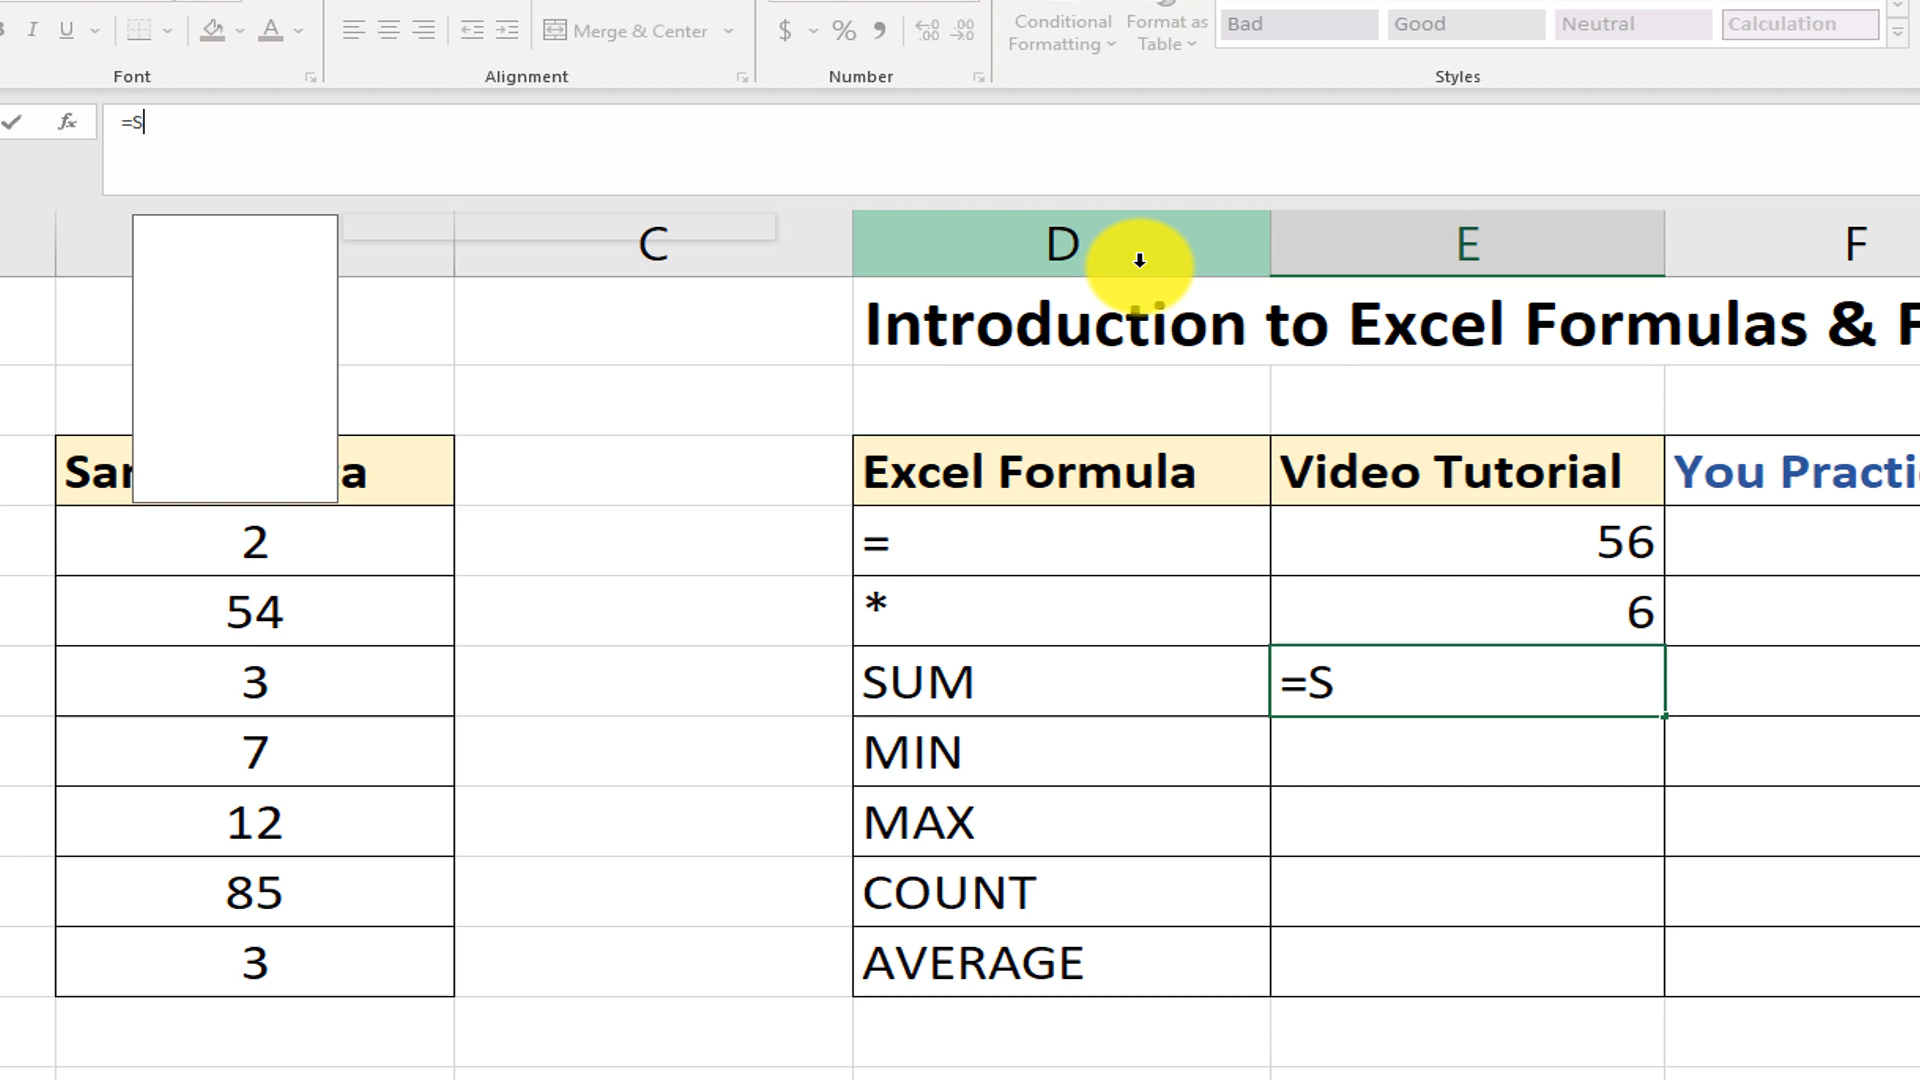 I U Merge & Center $ % , Conditional Formatting Format as Table Bad Good Neutral Calculation
Font Alignment Number Styles
fx =S
C D E F
Introduction to Excel Formulas & F
Excel Formula Video Tutorial You Practi
2 = 56
54 * 6
3 SUM =S
7 MIN
12 MAX
85 COUNT
3 AVERAGE